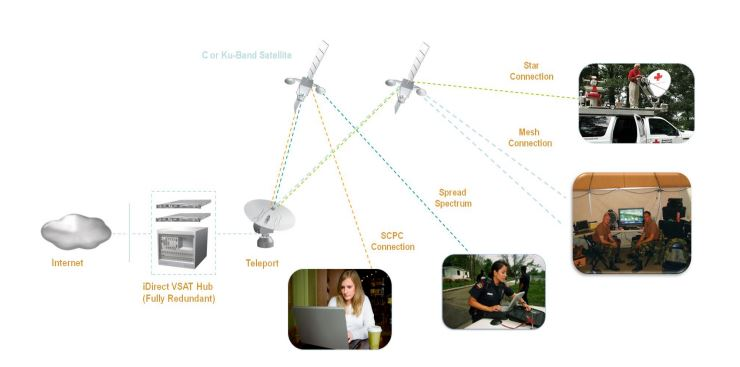 C or Ku-Band Satellite
Star
Connection
Mesh
Connection
Spread
Spectrum
SCPC
Connection
Internet
iDirect VSAT Hub
(Fully Redundant)
Teleport